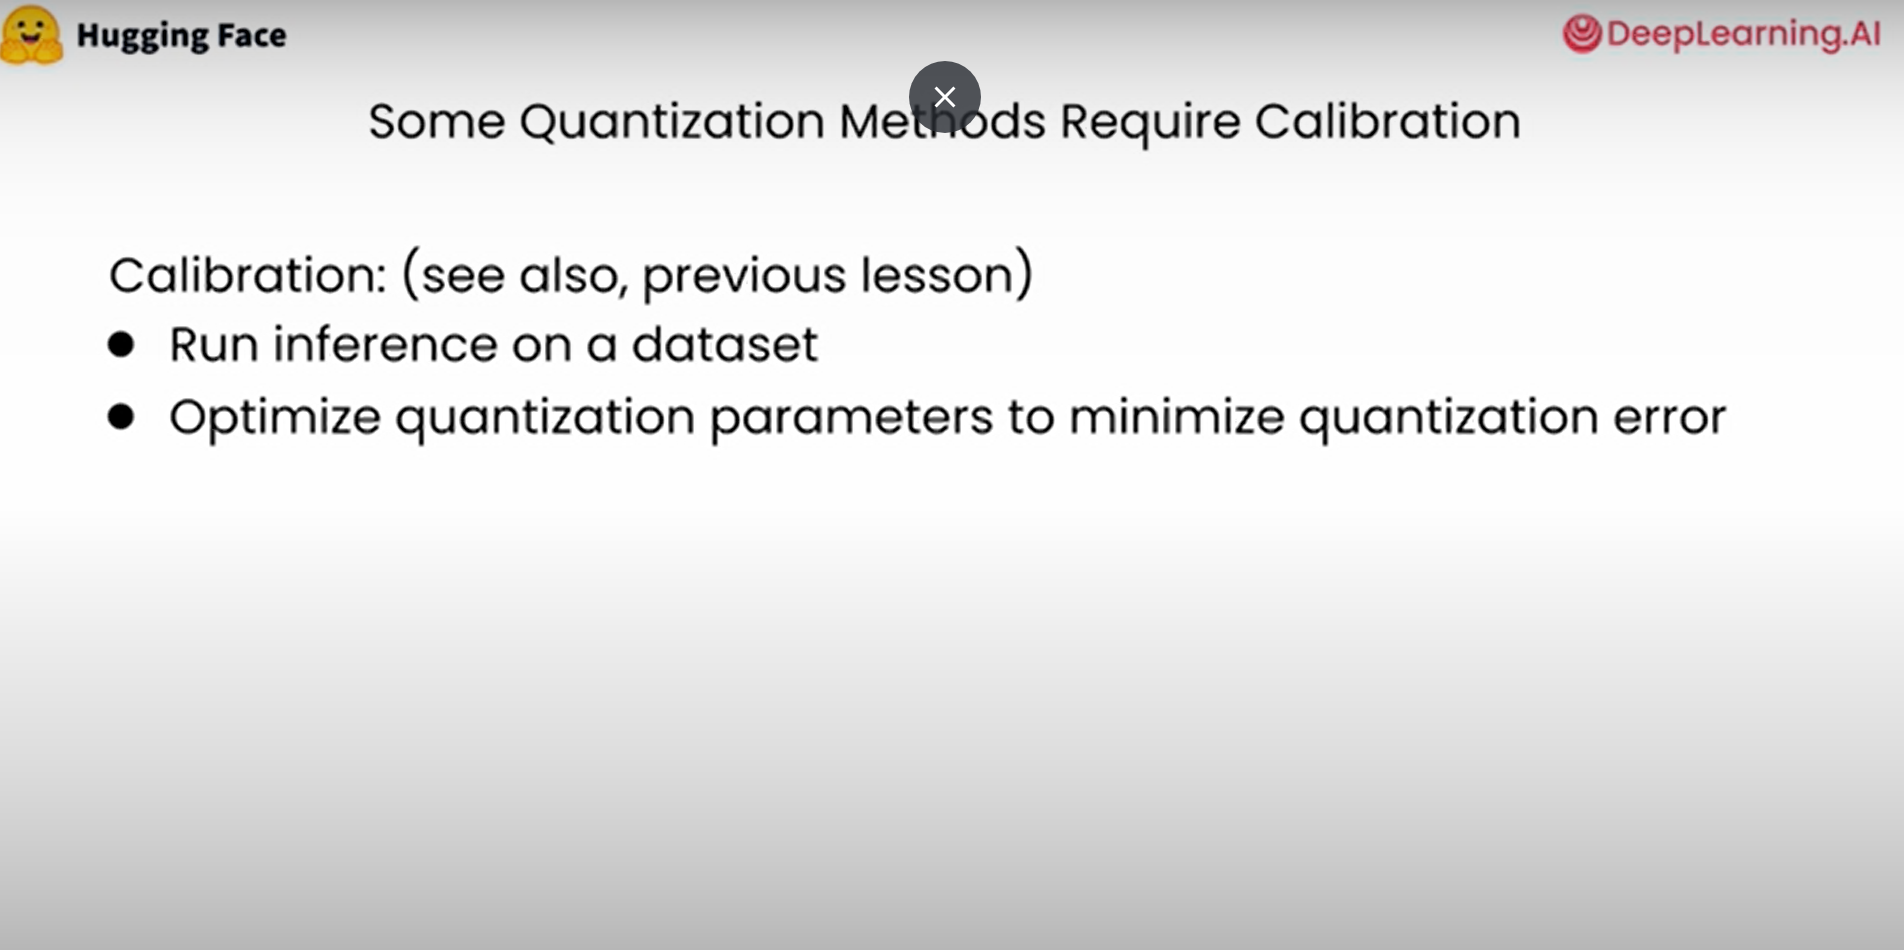 Hugging Face
DeepLearning.AI
Some Quantization Methods Require Calibration
Calibration: (see also, previous lesson)
● Run inference on a dataset
● Optimize quantization parameters to minimize quantization error